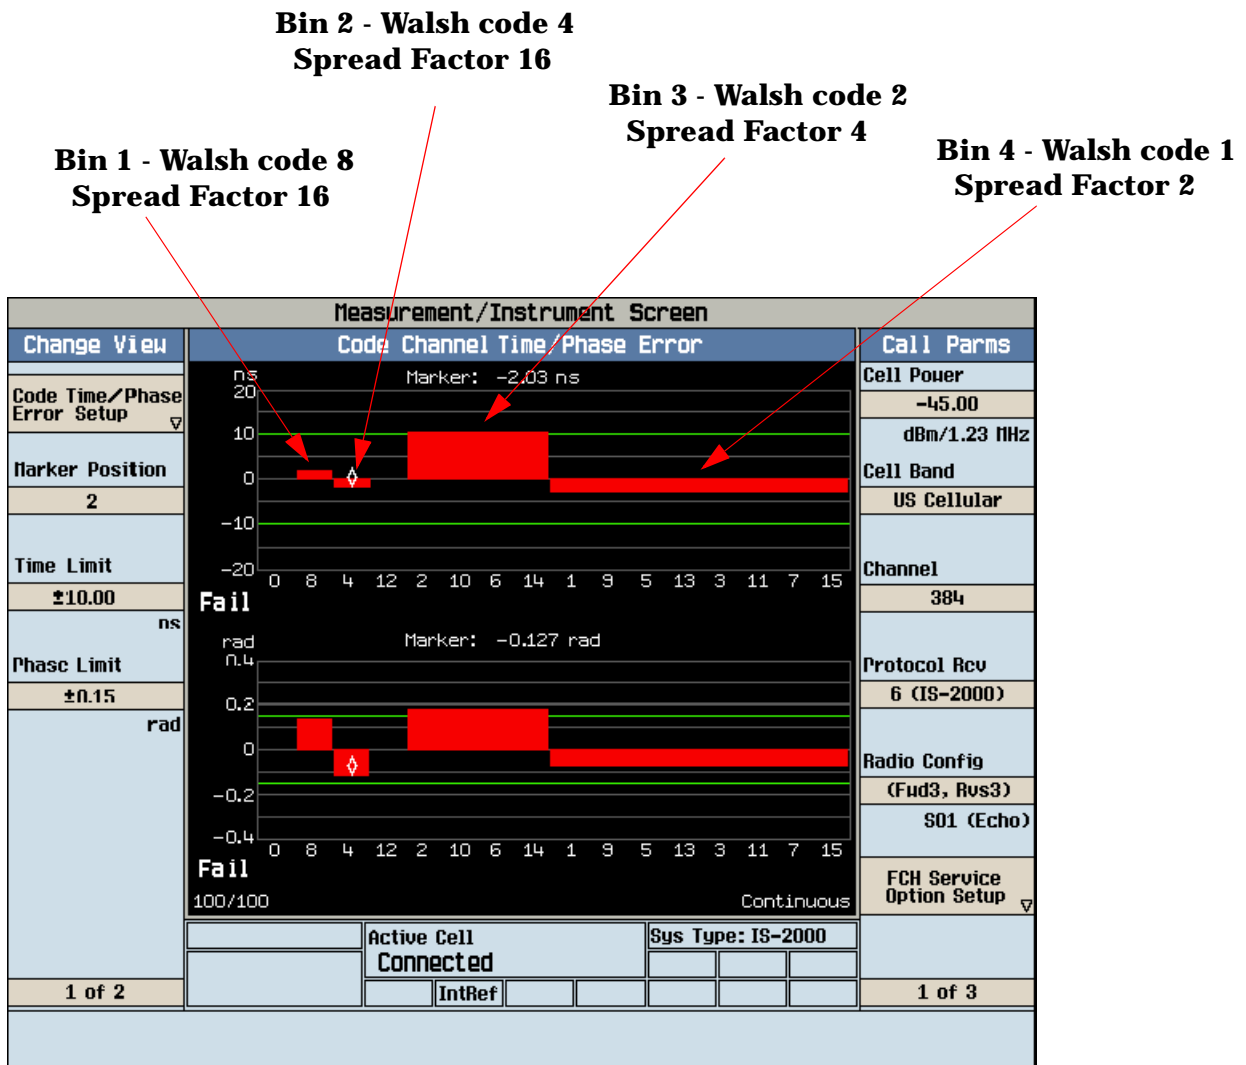 Bin 2 - Walsh code 4
Spread Factor 16
Bin 3 - Walsh code 2
Spread Factor 4
Bin 1 - Walsh code 8
Spread Factor 16
Bin 4 - Walsh code 1
Spread Factor 2
Measurement/Instrument Screen
Change View
Code Channel Time/Phase Error
Call Parms
Code Time/Phase
Error Setup
Marker Position
2
Time Limit
±10.00
ns
Phase Limit
±0.15
rad
1 of 2
ns
Marker: -2.03 ns
20
10
0
-10
-20
0 8 4 12 2 10 6 14 1 9 5 13 3 11 7 15
Fail
rad
Marker: -0.127 rad
0.4
0.2
0
-0.2
-0.4
0 8 4 12 2 10 6 14 1 9 5 13 3 11 7 15
Fail
100/100
Continuous
Active Cell
Connected
Sys Type: IS-2000
IntRef
Cell Power
-45.00
dBm/1.23 MHz
Cell Band
US Cellular
Channel
384
Protocol Rev
6 (IS-2000)
Radio Config
(Fwd3, Rvs3)
SO1 (Echo)
FCH Service
Option Setup
1 of 3